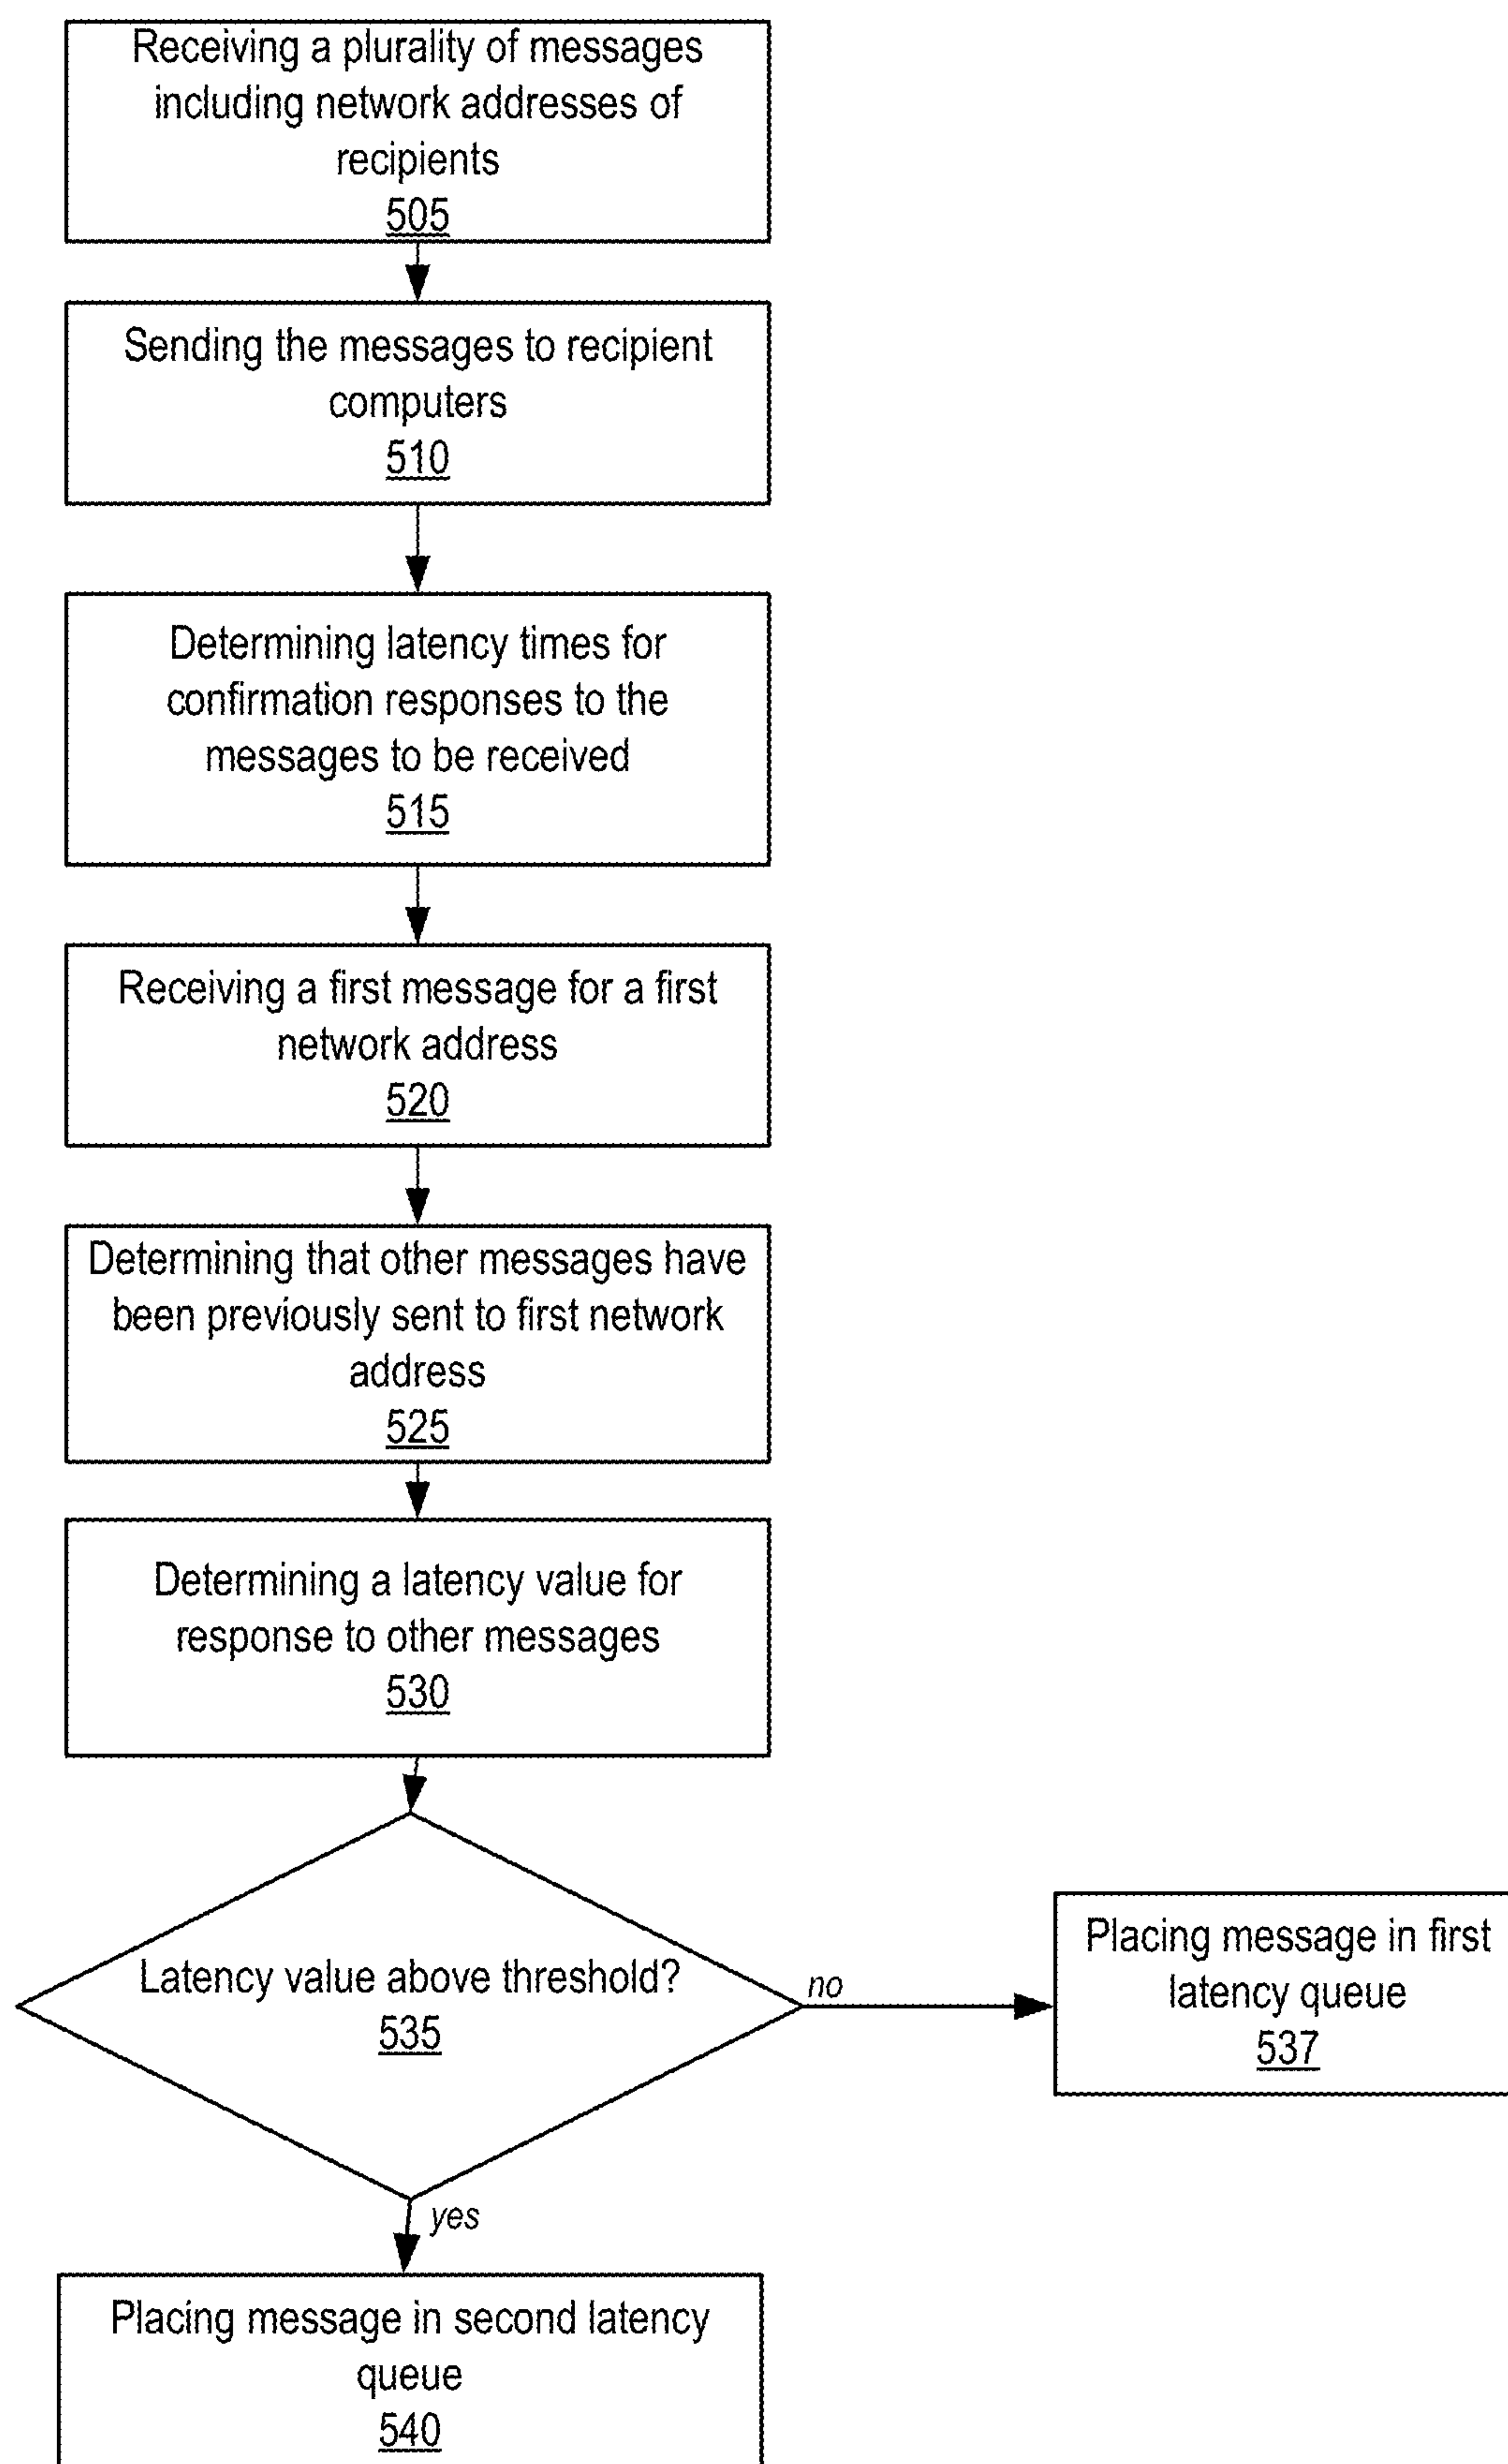 Receiving a plurality of messages
including network addresses of
recipients
505
Sending the messages to recipient
computers
510
Determining latency times for
confirmation responses to the
messages to be received
515
Receiving a first message for a first
network address
520
Determining that other messages have
been previously sent to first network
address
525
Determining a latency value for
response to other messages
530
Latency value above threshold?
535
no
Placing message in first
latency queue
537
yes
Placing message in second latency
queue
540